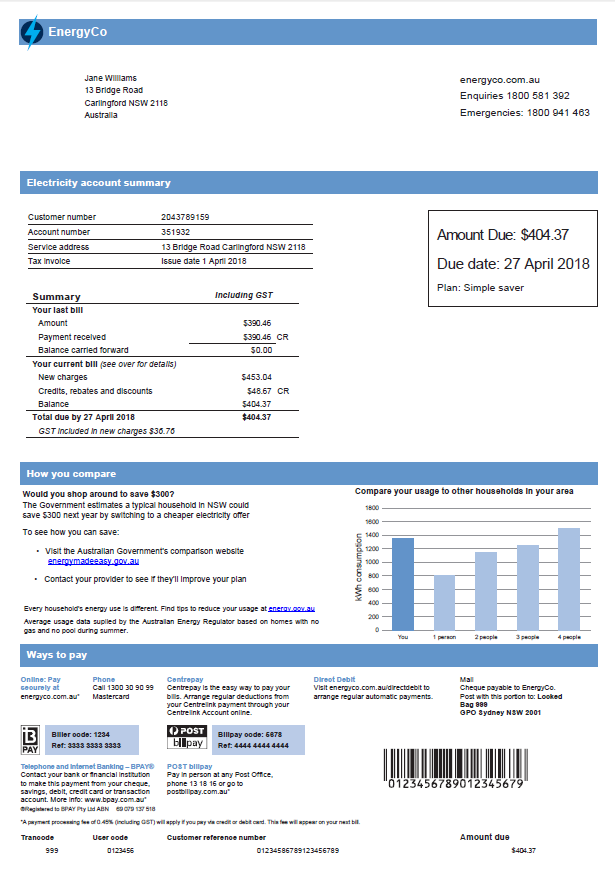 EnergyCo
Jane Williams
13 Bridge Road
Carlingford NSW 2118
Australia
energyco.com.au
Enquiries 1800 581 392
Emergencies: 1800 941 463
Electricity account summary
Customer number 2043789159
Account number 351932
Service address 13 Bridge Road Carlingford NSW 2118
Tax invoice Issue date 1 April 2018
Amount Due: $404.37
Due date: 27 April 2018
Plan: Simple saver
Summary Including GST
Your last bill
Amount $390.46
Payment received $390.46 CR
Balance carried forward $0.00
Your current bill (see over for details)
New charges $453.04
Credits, rebates and discounts $48.67 CR
Balance $404.37
Total due by 27 April 2018 $404.37
GST included in new charges $36.76
How you compare
Would you shop around to save $300?
The Government estimates a typical household in NSW could
save $300 next year by switching to a cheaper electricity offer
To see how you can save:
• Visit the Australian Government's comparison website
energymadeeasy.gov.au
• Contact your provider to see if they'll improve your plan
Every household's energy use is different. Find tips to reduce your usage at energy.gov.au
Average usage data suplied by the Australian Energy Regulator based on homes with no
gas and no pool during summer.
Compare your usage to other households in your area
kWh consumption
1800
1600
1400
1200
1000
800
600
400
200
0
You 1 person 2 people 3 people 4 people
Ways to pay
Online: Pay
securely at
energyco.com.au*
Phone
Call 1300 30 90 99
Mastercard
Centrepay
Centrepay is the easy way to pay your
bills. Arrange regular deductions from
your Centrelink payment through your
Centrelink Account online.
Direct Debit
Visit energyco.com.au/directdebit to
arrange regular automatic payments.
Mail
Cheque payable to EnergyCo.
Post with this portion to: Looked
Bag 999
GPO Sydney NSW 2001
B
PAY
Biller code: 1234
Ref: 3333 3333 3333
POST
billpay
Billpay code: 5678
Ref: 4444 4444 4444
Telephone and Internet Banking – BPAY®
Contact your bank or financial institution
to make this payment from your cheque,
savings, debit, credit card or transaction
account. More info: www.bpay.com.au*
®Registered to BPAY Pty Ltd ABN 69 079 137 518
POST billpay
Pay in person at any Post Office,
phone 13 18 16 or go to
postbillpay.com.au*
0123456789012345679
*A payment processing fee of 0.45% (including GST) will apply if you pay via credit or debit card. This fee will appear on your next bill.
Trancode User code Customer reference number Amount due
999 0123456 01234586789123456789 $404.37